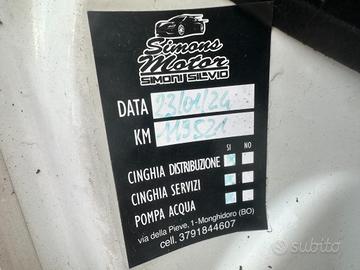 Simons
Motor
SIMONI SILVIO
DATA 23/01/24
KM 113521
SI NO
CINGHIA DISTRIBUZIONE
CINGHIA SERVIZI
POMPA ACQUA
via della Pieve, 1-Monghidoro (BO)
cell. 3791844607
subito